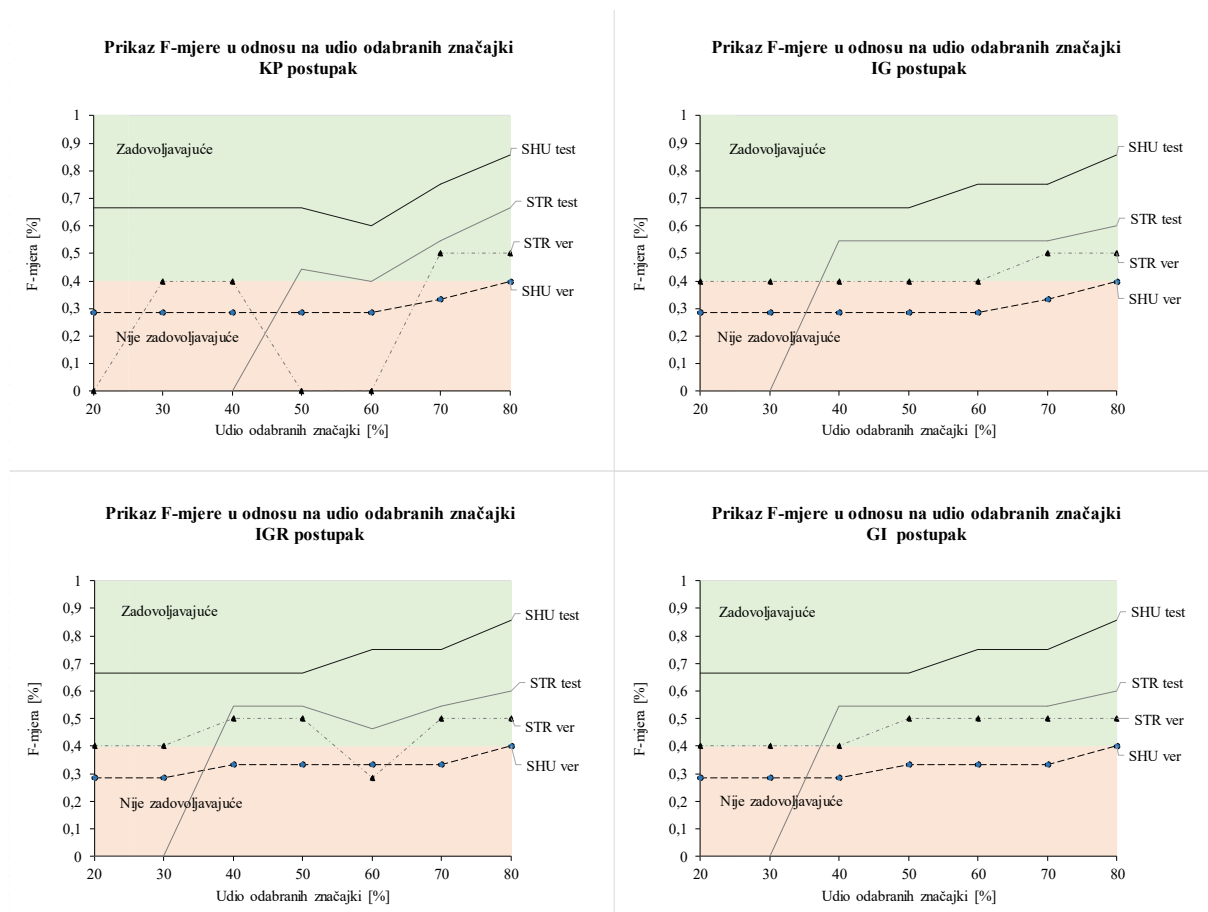 Prikaz F-mjere u odnosu na udio odabranih značajki
KP postupak
1
0,9
0,8
0,7
0,6
0,5
0,4
0,3
0,2
0,1
0
F-mjera [%]
Zadovoljavajuće
Nije zadovoljavajuće
SHU test
STR test
STR ver
SHU ver
20 30 40 50 60 70 80
Udio odabranih značajki [%]
Prikaz F-mjere u odnosu na udio odabranih značajki
IG postupak
1
0,9
0,8
0,7
0,6
0,5
0,4
0,3
0,2
0,1
0
F-mjera [%]
Zadovoljavajuće
Nije zadovoljavajuće
SHU test
STR test
STR ver
SHU ver
20 30 40 50 60 70 80
Udio odabranih značajki [%]
Prikaz F-mjere u odnosu na udio odabranih značajki
IGR postupak
1
0,9
0,8
0,7
0,6
0,5
0,4
0,3
0,2
0,1
0
F-mjera [%]
Zadovoljavajuće
Nije zadovoljavajuće
SHU test
STR test
STR ver
SHU ver
20 30 40 50 60 70 80
Udio odabranih značajki [%]
Prikaz F-mjere u odnosu na udio odabranih značajki
GI postupak
1
0,9
0,8
0,7
0,6
0,5
0,4
0,3
0,2
0,1
0
F-mjera [%]
Zadovoljavajuće
Nije zadovoljavajuće
SHU test
STR test
STR ver
SHU ver
20 30 40 50 60 70 80
Udio odabranih značajki [%]